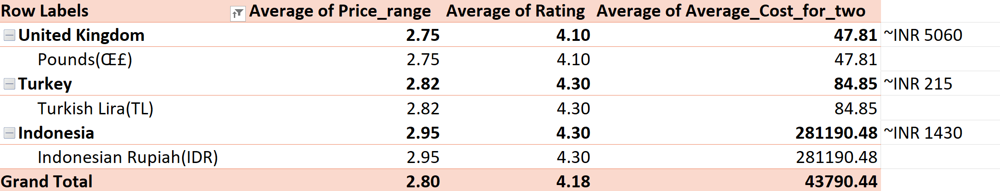 Row Labels Average of Price_range Average of Rating Average of Average_Cost_for_two
United Kingdom 2.75 4.10 47.81 ~INR 5060
Pounds(Œ£) 2.75 4.10 47.81
Turkey 2.82 4.30 84.85 ~INR 215
Turkish Lira(TL) 2.82 4.30 84.85
Indonesia 2.95 4.30 281190.48 ~INR 1430
Indonesian Rupiah(IDR) 2.95 4.30 281190.48
Grand Total 2.80 4.18 43790.44